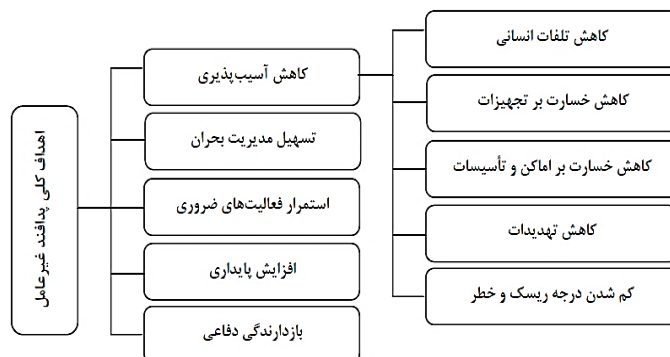 اهداف کلی پدافند غیرعامل
کاهش آسیب‌پذیری
تسهیل مدیریت بحران
استمرار فعالیت‌های ضروری
افزایش پایداری
بازدارندگی دفاعی
کاهش تلفات انسانی
کاهش خسارت بر تجهیزات
کاهش خسارت بر اماکن و تأسیسات
کاهش تهدیدات
کم شدن درجه ریسک و خطر